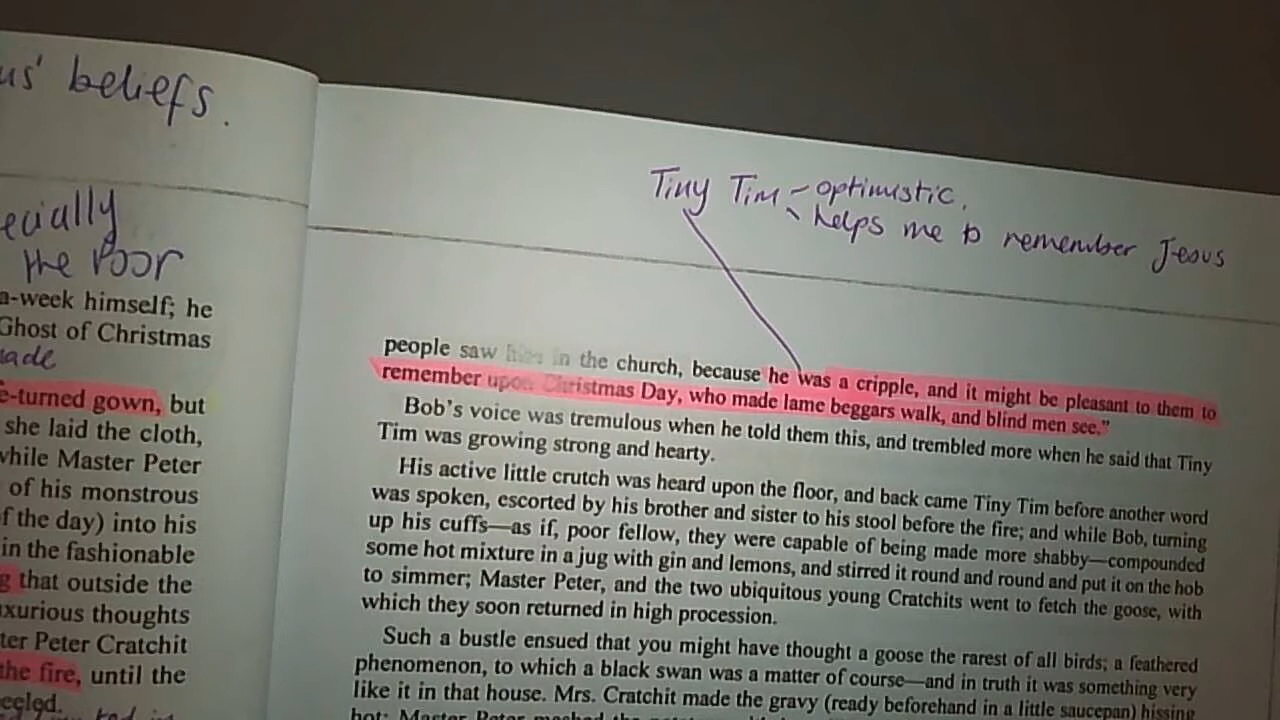 us' beliefs.
ecially
the Poor
a-week himself; he
Ghost of Christmas
ade
e-turned gown, but
she laid the cloth,
while Master Peter
of his monstrous
f the day) into his
in the fashionable
g that outside the
uxurious thoughts
ter Peter Cratchit
the fire, until the
eeled.
Tiny Tim - optimistic.
helps me to remember Jesus
people saw him in the church, because he was a cripple, and it might be pleasant to them to
remember upon Christmas Day, who made lame beggars walk, and blind men see."
Bob's voice was tremulous when he told them this, and trembled more when he said that Tiny
Tim was growing strong and hearty.
His active little crutch was heard upon the floor, and back came Tiny Tim before another word
was spoken, escorted by his brother and sister to his stool before the fire; and while Bob, turning
up his cuffs—as if, poor fellow, they were capable of being made more shabby—compounded
some hot mixture in a jug with gin and lemons, and stirred it round and round and put it on the hob
to simmer; Master Peter, and the two ubiquitous young Cratchits went to fetch the goose, with
which they soon returned in high procession.
Such a bustle ensued that you might have thought a goose the rarest of all birds; a feathered
phenomenon, to which a black swan was a matter of course—and in truth it was something very
like it in that house. Mrs. Cratchit made the gravy (ready beforehand in a little saucepan) hissing
hot; Master Peter mashed the